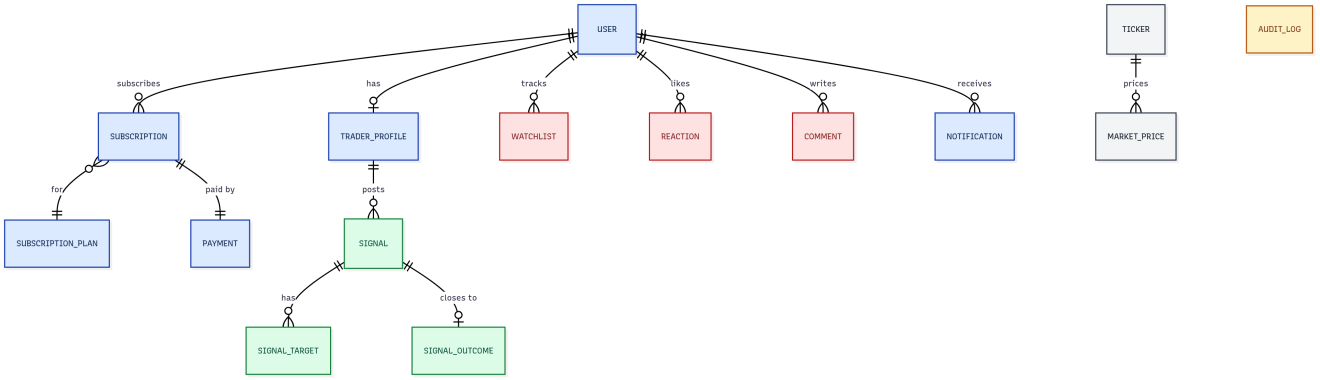 USER
TICKER
AUDIT_LOG
subscribes
has
tracks
likes
writes
receives
prices
SUBSCRIPTION
TRADER_PROFILE
WATCHLIST
REACTION
COMMENT
NOTIFICATION
MARKET_PRICE
for
paid by
posts
SUBSCRIPTION_PLAN
PAYMENT
SIGNAL
has
closes to
SIGNAL_TARGET
SIGNAL_OUTCOME